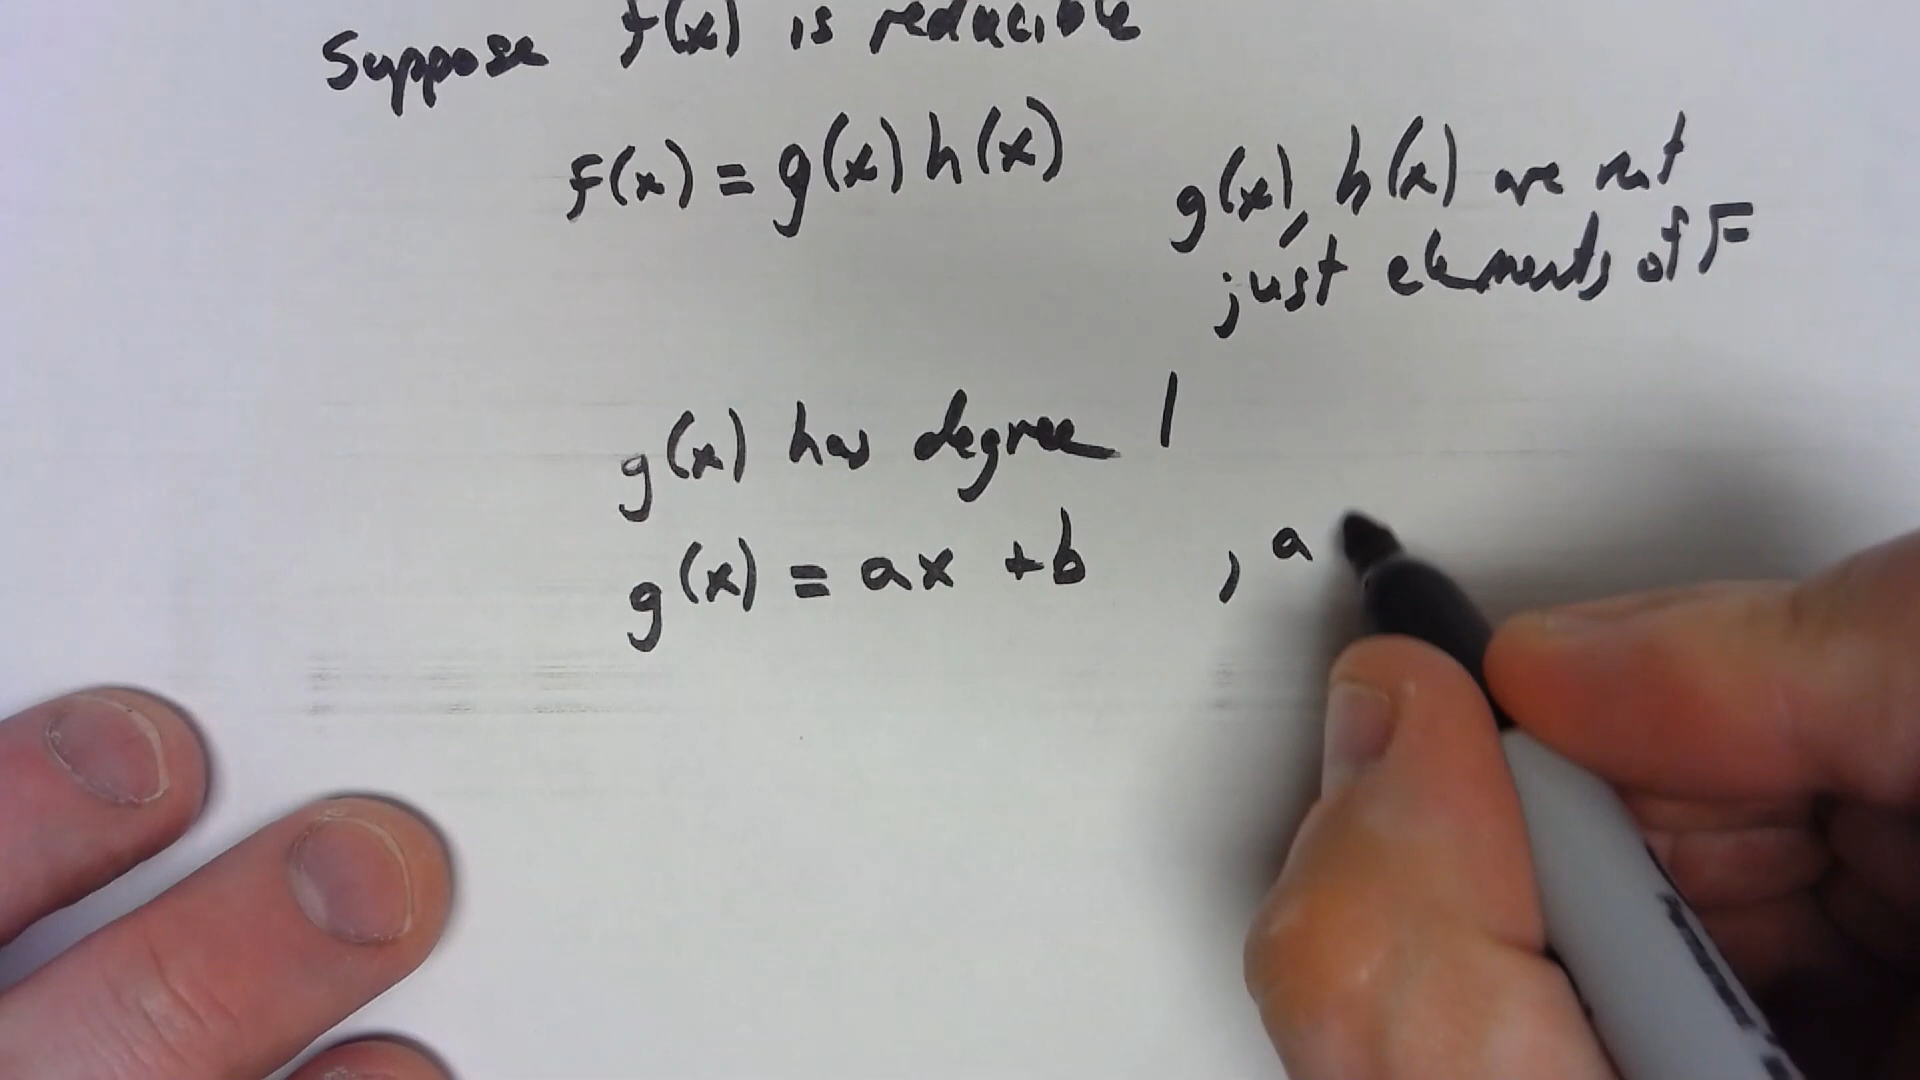 Suppose f(x) is reducible
f(x) = g(x) h(x)
g(x), h(x) are not
just elements of F
g(x) has degree 1
g(x) = ax + b , a